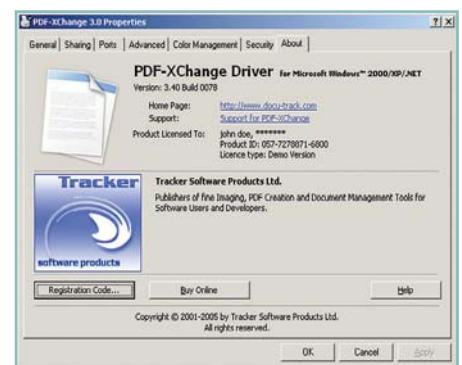 PDF-XChange 3.0 Properties
General Sharing Ports Advanced Color Management Security About
PDF-XChange Driver for Microsoft Windows™ 2000/XP/.NET
Version: 3.40 Build 0078
Home Page: http://www.docu-track.com
Support: Support for PDF-XChange
Product Licensed To: john doe, *******
Product ID: 057-7278871-6800
Licence type: Demo Version
Tracker
software products
Tracker Software Products Ltd.
Publishers of fine Imaging, PDF Creation and Document Management Tools for
Software Users and Developers.
Registration Code... Buy Online Help
Copyright © 2001-2005 by Tracker Software Products Ltd.
All rights reserved.
OK Cancel Apply